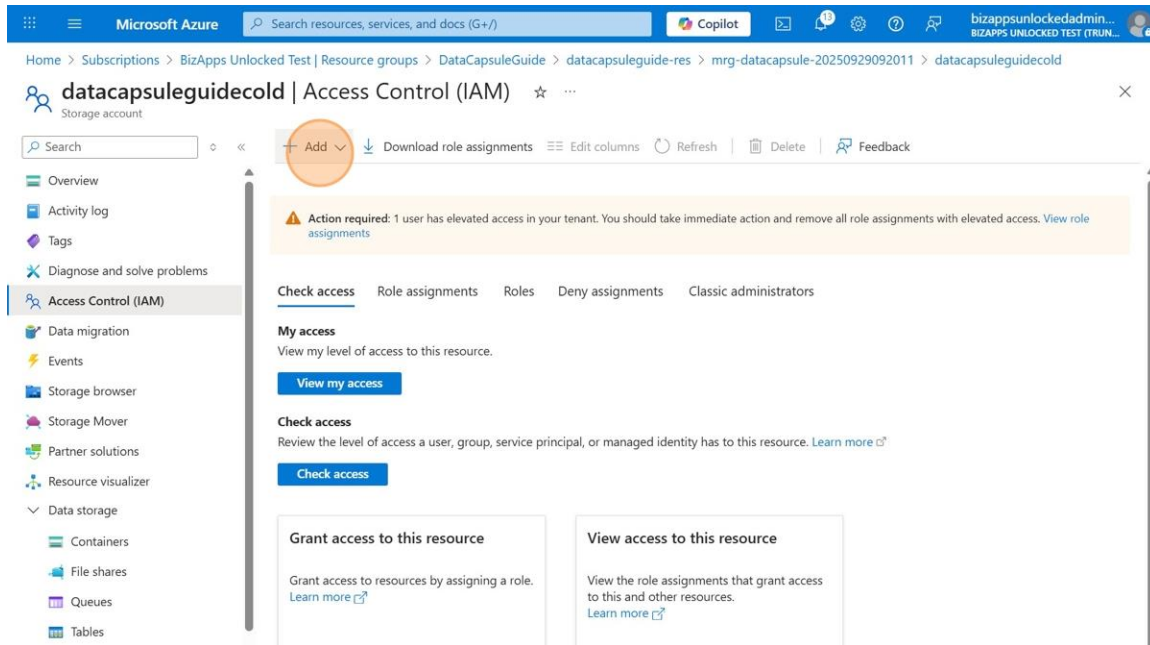 Microsoft Azure
Search resources, services, and docs (G+/)
Copilot
13
bizappsunlockedadmin...
BIZAPPS UNLOCKED TEST (TRUN...
Home > Subscriptions > BizApps Unlocked Test | Resource groups > DataCapsuleGuide > datacapsuleguide-res > mrg-datacapsule-20250929092011 > datacapsuleguidecold
datacapsuleguidecold | Access Control (IAM)
Storage account
Search
Add
Download role assignments
Edit columns
Refresh
Delete
Feedback
Overview
Activity log
Tags
Diagnose and solve problems
Access Control (IAM)
Data migration
Events
Storage browser
Storage Mover
Partner solutions
Resource visualizer
Data storage
Containers
File shares
Queues
Tables
Action required: 1 user has elevated access in your tenant. You should take immediate action and remove all role assignments with elevated access. View role
assignments
Check access
Role assignments
Roles
Deny assignments
Classic administrators
My access
View my level of access to this resource.
View my access
Check access
Review the level of access a user, group, service principal, or managed identity has to this resource. Learn more
Check access
Grant access to this resource
Grant access to resources by assigning a role.
Learn more
View access to this resource
View the role assignments that grant access
to this and other resources.
Learn more